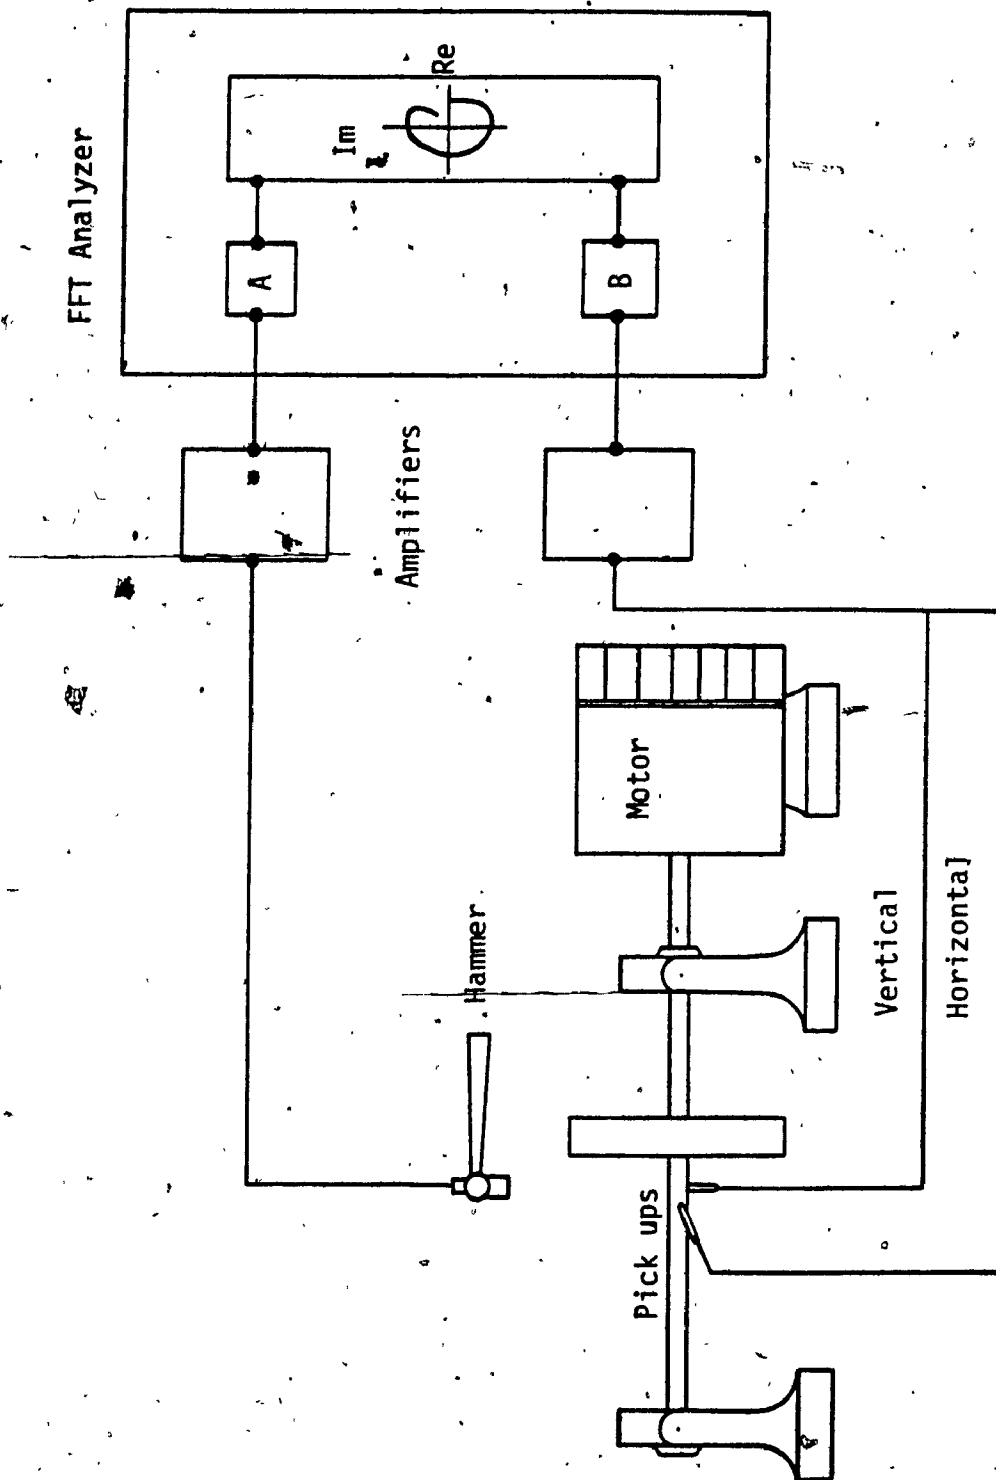 FFT Analyzer
Im
Re
A
B
Amplifiers
Hammer
Motor
Pick ups
Vertical
Horizontal